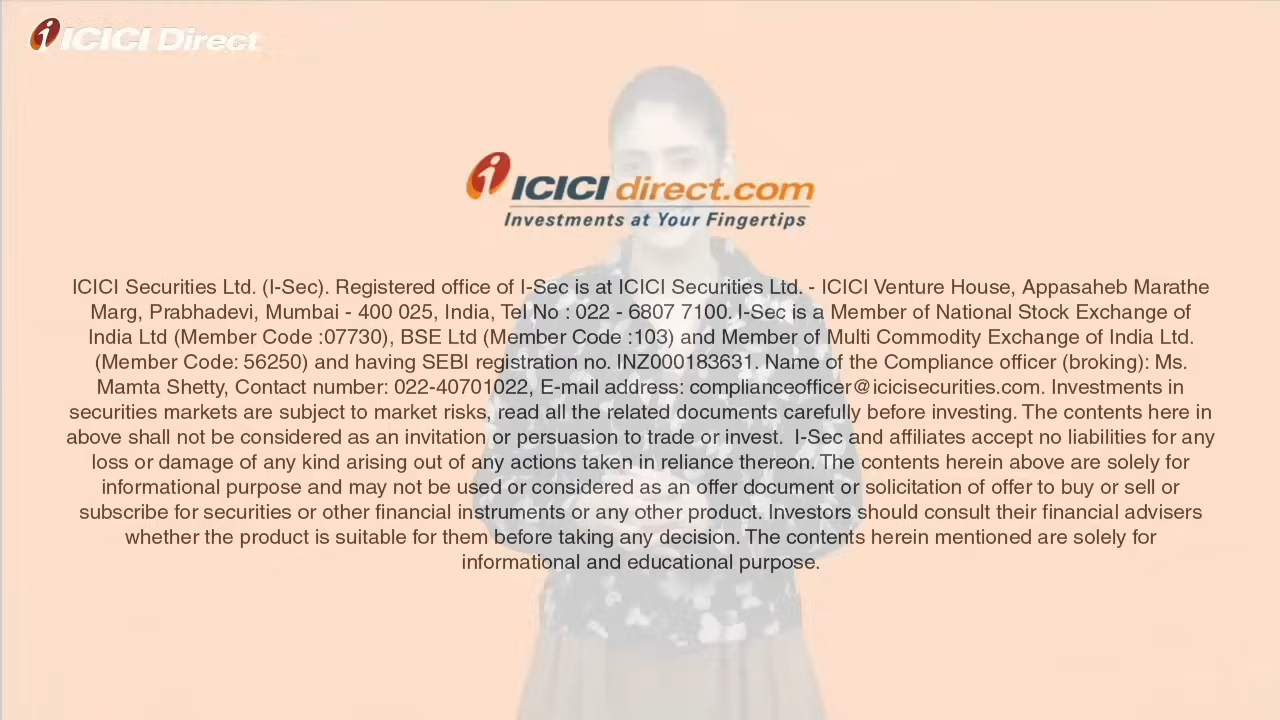 ICICI Direct
ICICI direct.com
Investments at Your Fingertips
ICICI Securities Ltd. (I-Sec). Registered office of I-Sec is at ICICI Securities Ltd. - ICICI Venture House, Appasaheb Marathe
Marg, Prabhadevi, Mumbai - 400 025, India, Tel No : 022 - 6807 7100. I-Sec is a Member of National Stock Exchange of
India Ltd (Member Code :07730), BSE Ltd (Member Code :103) and Member of Multi Commodity Exchange of India Ltd.
(Member Code: 56250) and having SEBI registration no. INZ000183631. Name of the Compliance officer (broking): Ms.
Mamta Shetty, Contact number: 022-40701022, E-mail address: complianceofficer@icicisecurities.com. Investments in
securities markets are subject to market risks, read all the related documents carefully before investing. The contents here in
above shall not be considered as an invitation or persuasion to trade or invest. I-Sec and affiliates accept no liabilities for any
loss or damage of any kind arising out of any actions taken in reliance thereon. The contents herein above are solely for
informational purpose and may not be used or considered as an offer document or solicitation of offer to buy or sell or
subscribe for securities or other financial instruments or any other product. Investors should consult their financial advisers
whether the product is suitable for them before taking any decision. The contents herein mentioned are solely for
informational and educational purpose.